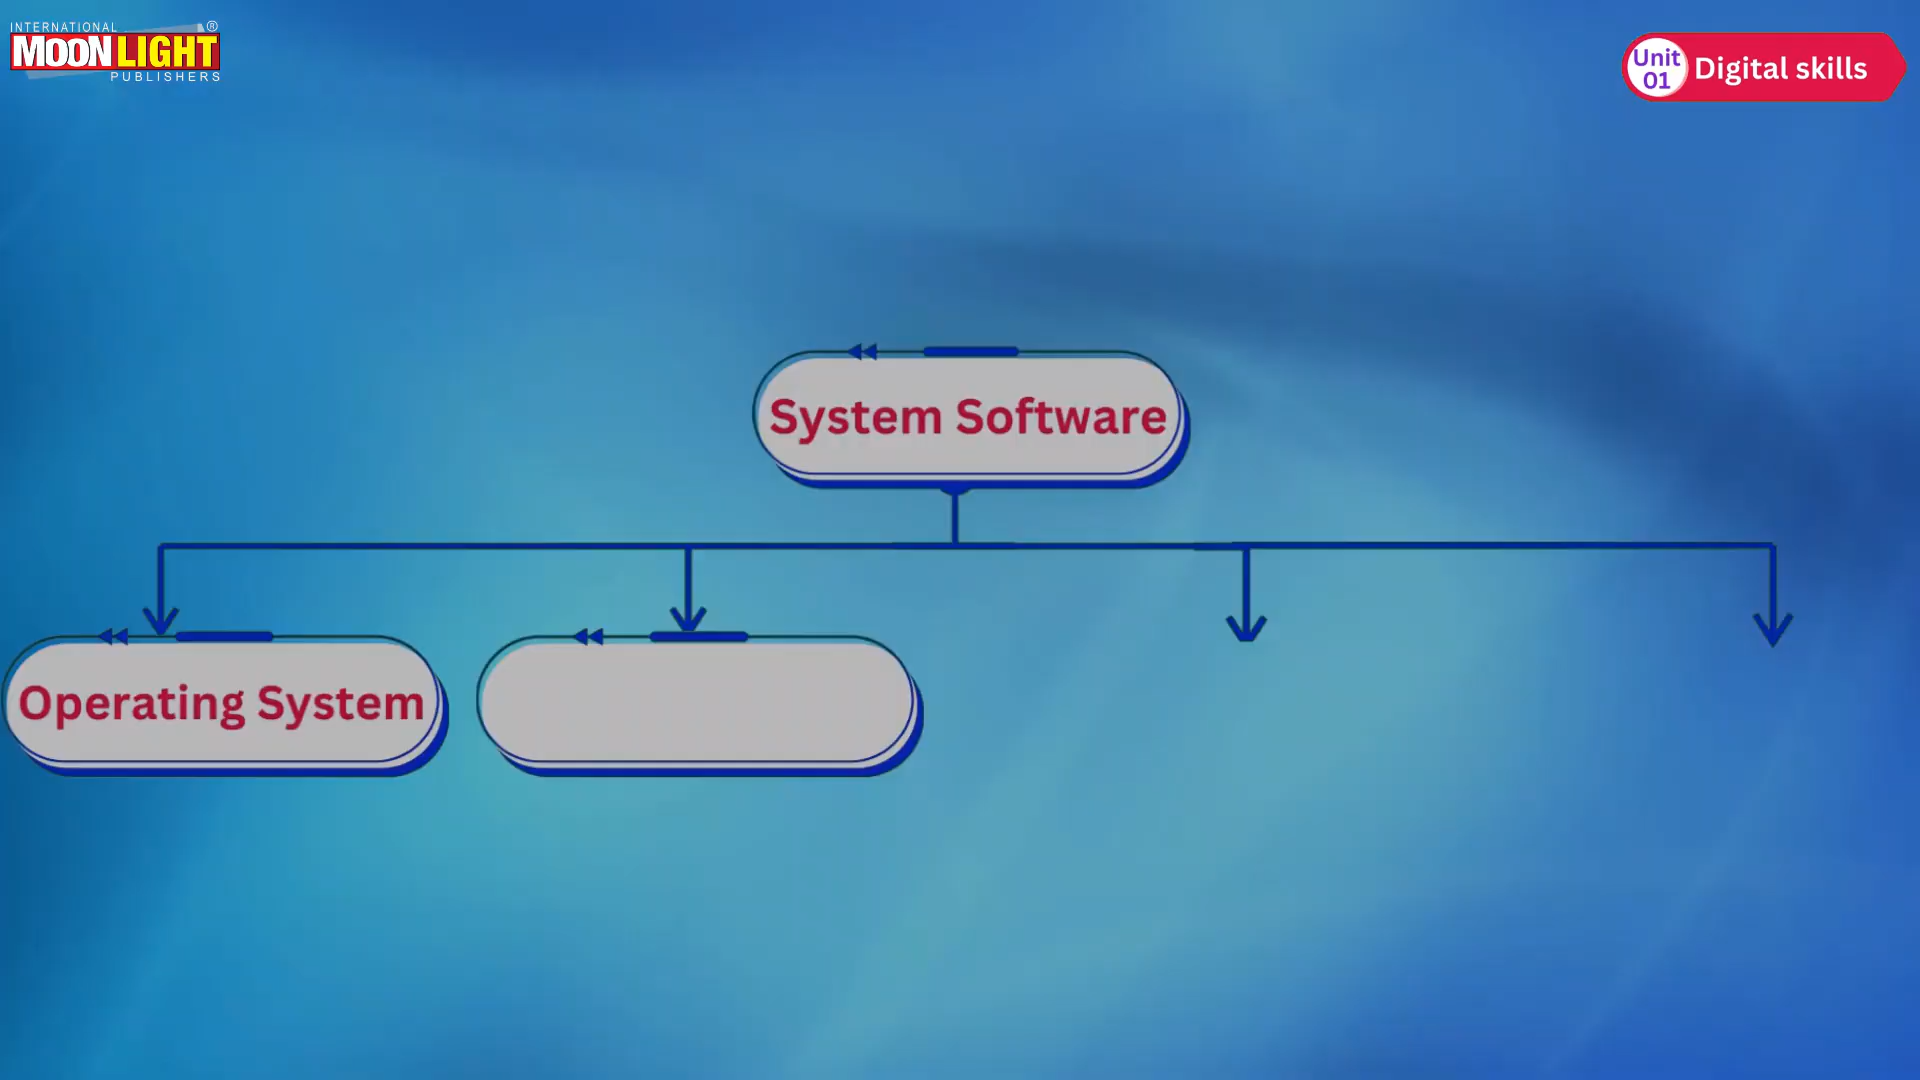 INTERNATIONAL ®
MOONLIGHT
PUBLISHERS
Unit
01
Digital skills
System Software
Operating System